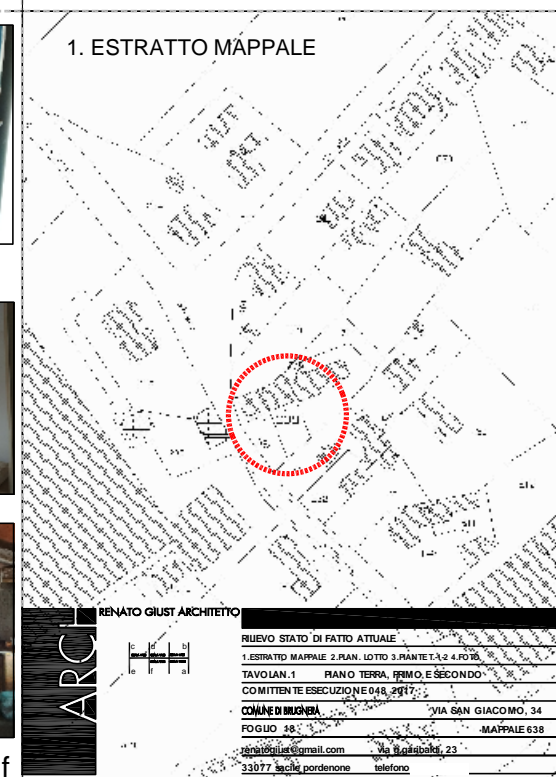 1. ESTRATTO MAPPALE
RENATO GIUST ARCHITETTO
ARCH
c d b
e f a
RILIEVO STATO DI FATTO ATTUALE
1.ESTRATTO MAPPALE 2.PLAN. LOTTO 3.PIANTE T.-1-2 4.FOTO
TAVOLA N.1 PIANO TERRA, PRIMO, E SECONDO
COMITTENTE ESECUZIONE 048_2017
COMUNE DI BRUGNERA VIA SAN GIACOMO, 34
FOGLIO 18 MAPPALE 638
renatogiust@gmail.com via g.garibaldi, 23
33077 sacile pordenone telefono
f